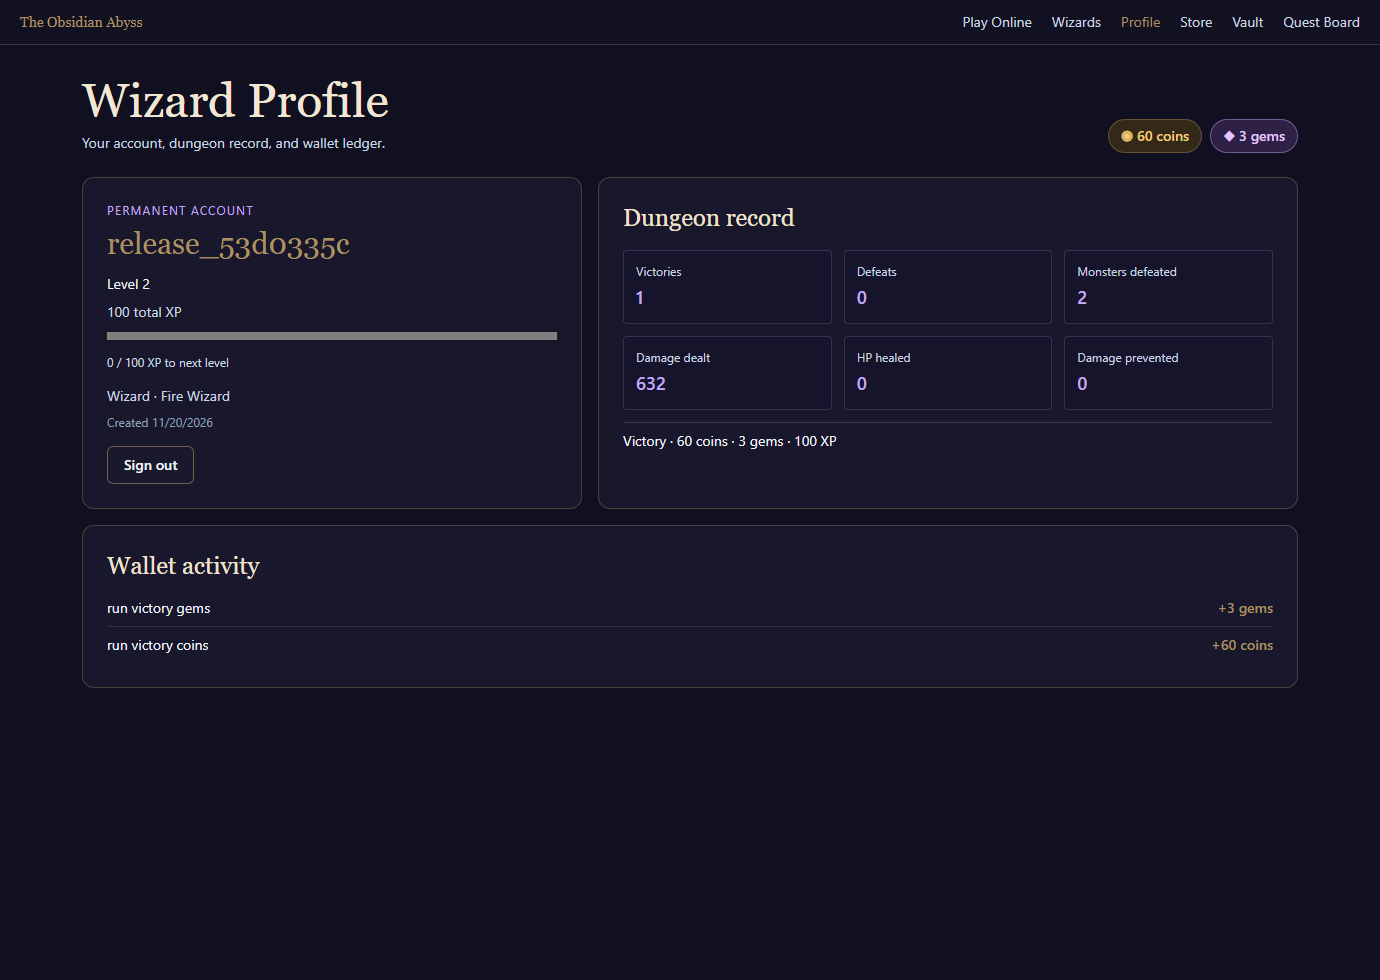 The Obsidian Abyss
Play Online Wizards Profile Store Vault Quest Board
Wizard Profile
Your account, dungeon record, and wallet ledger.
60 coins
3 gems
PERMANENT ACCOUNT
release_53d0335c
Level 2
100 total XP
0 / 100 XP to next level
Wizard · Fire Wizard
Created 11/20/2026
Sign out
Dungeon record
Victories
1
Defeats
0
Monsters defeated
2
Damage dealt
632
HP healed
0
Damage prevented
0
Victory · 60 coins · 3 gems · 100 XP
Wallet activity
run victory gems +3 gems
run victory coins +60 coins